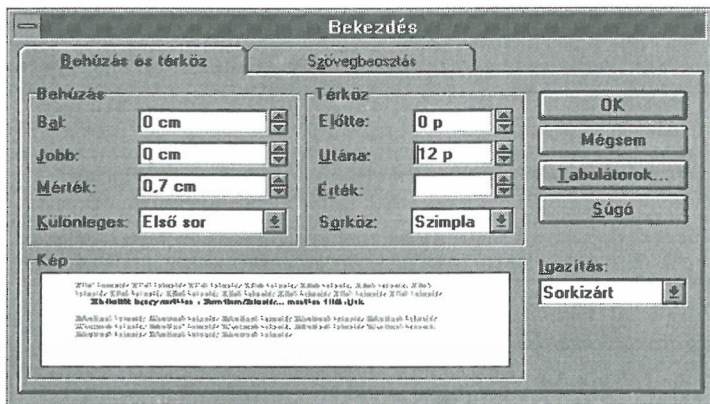 Bekezdés
Behúzás és térköz
Szövegbeosztás
Behúzás
Bal: 0 cm
Jobb: 0 cm
Mérték: 0,7 cm
Különleges: Első sor
Térköz
Előtte: 0 p
Utána: 12 p
Érték:
Sorköz: Szimpla
OK
Mégsem
Tabulátorok...
Súgó
Igazítás:
Sorkizárt
Kép